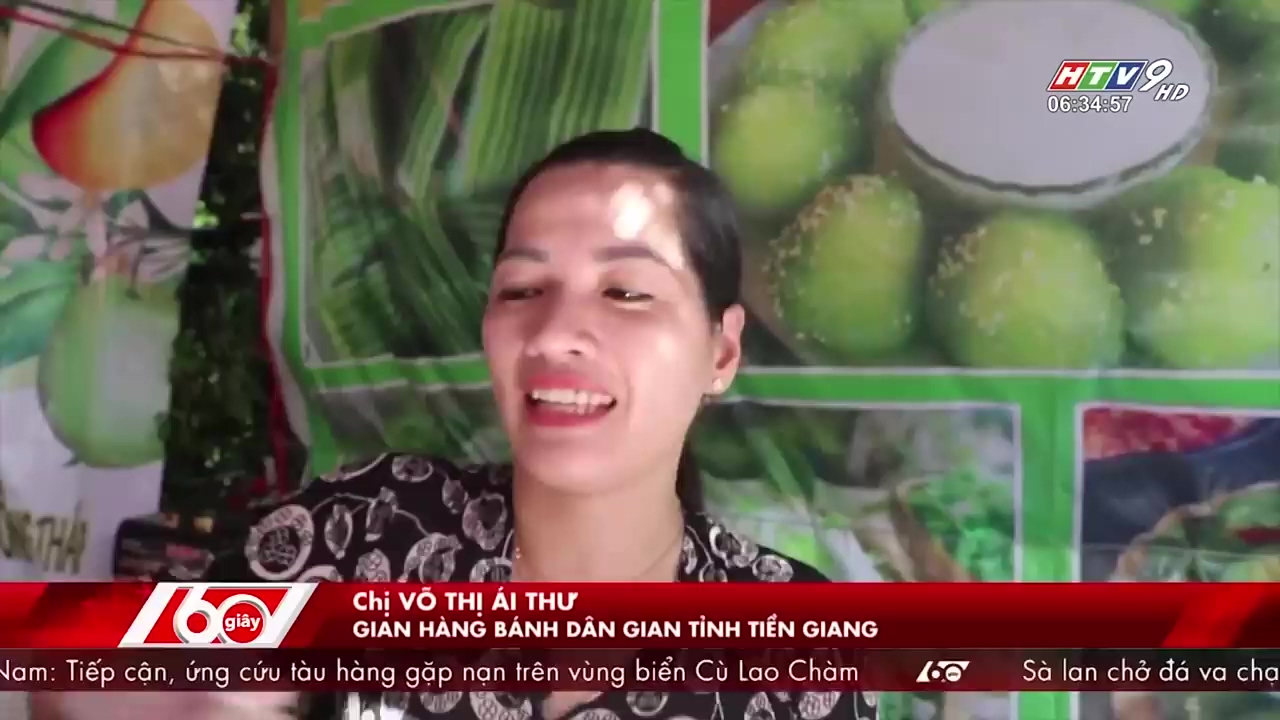 HTV9 HD
06:34:57
60 giây
Chị VÕ THỊ ÁI THƯ
GIAN HÀNG BÁNH DÂN GIAN TỈNH TIỀN GIANG
Nam: Tiếp cận, ứng cứu tàu hàng gặp nạn trên vùng biển Cù Lao Chàm 60 Sà lan chở đá va chạ